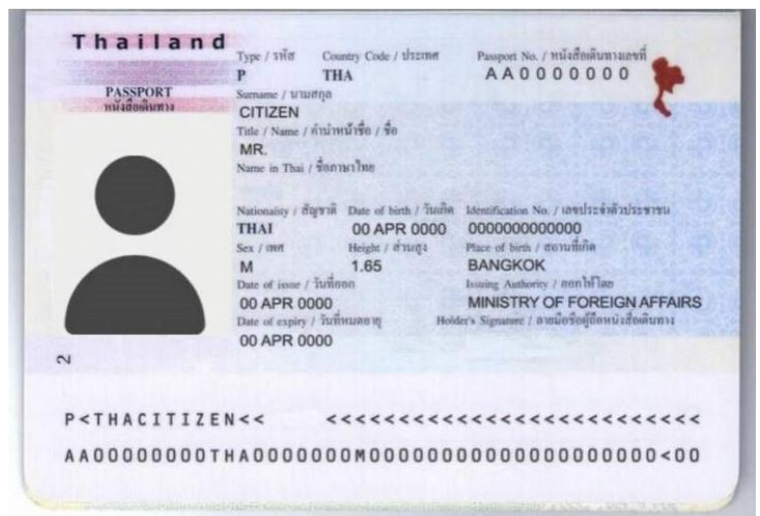 Thailand
PASSPORT
หนังสือเดินทาง
Type / รหัส Country Code / ประเทศ Passport No. / หนังสือเดินทางเลขที่
P THA AA0000000
Surname / นามสกุล
CITIZEN
Title / Name / คำนำหน้าชื่อ / ชื่อ
MR.
Name in Thai / ชื่อภาษาไทย
Nationality / สัญชาติ Date of birth / วันเกิด Identification No. / เลขประจำตัวประชาชน
THAI 00 APR 0000 0000000000000
Sex / เพศ Height / ส่วนสูง Place of birth / สถานที่เกิด
M 1.65 BANGKOK
Date of issue / วันที่ออก Issuing Authority / ออกให้โดย
00 APR 0000 MINISTRY OF FOREIGN AFFAIRS
Date of expiry / วันที่หมดอายุ Holder's Signature / ลายมือชื่อผู้ถือหนังสือเดินทาง
00 APR 0000
2
P<THACITIZEN<< <<<<<<<<<<<<<<<<<<<<<<<<<<
AA00000000THA0000000M0000000000000000000000<00